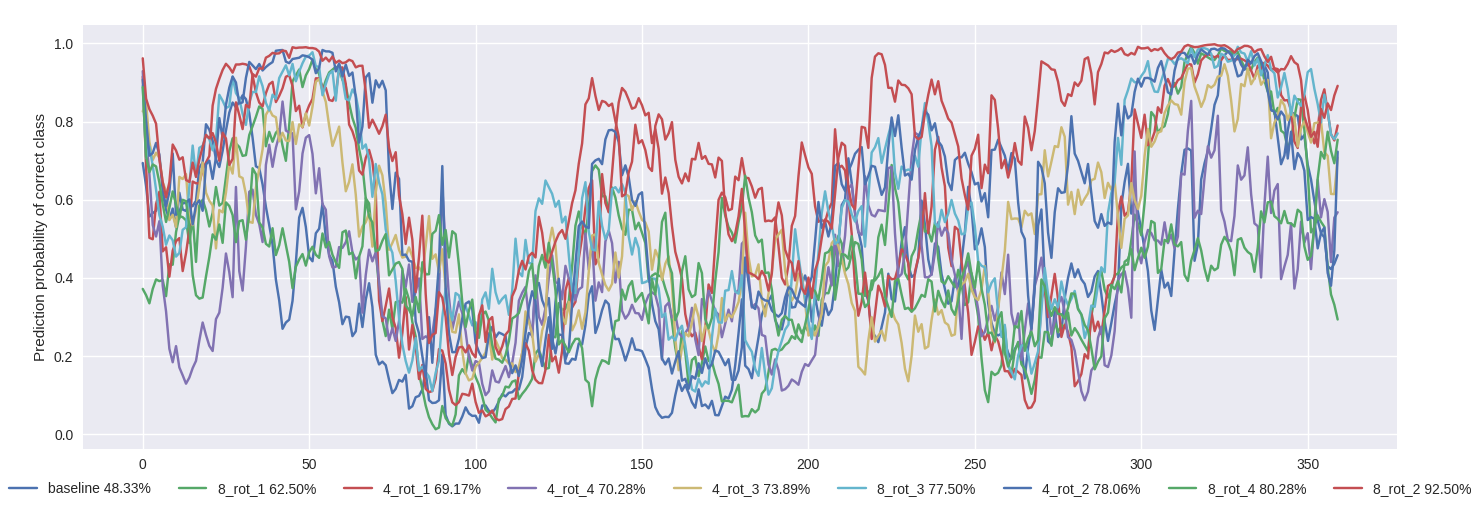 Prediction probability of correct class
1.0
0.8
0.6
0.4
0.2
0.0
0 50 100 150 200 250 300 350
baseline 48.33% 8_rot_1 62.50% 4_rot_1 69.17% 4_rot_4 70.28% 4_rot_3 73.89% 8_rot_3 77.50% 4_rot_2 78.06% 8_rot_4 80.28% 8_rot_2 92.50%